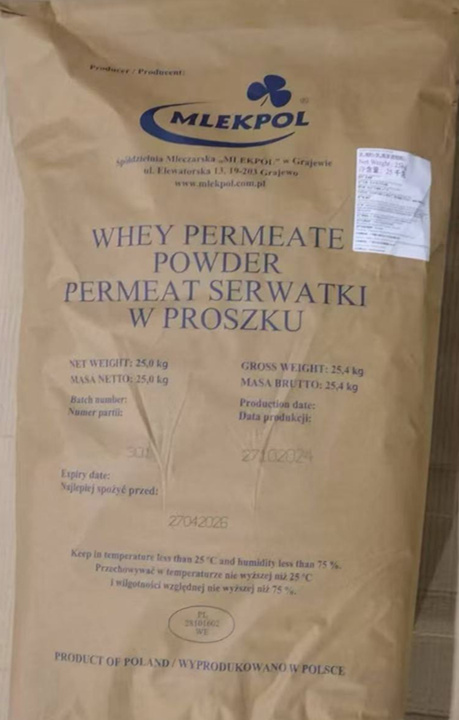 Producer / Producent:
MLEKPOL®
Spółdzielnia Mleczarska „MLEKPOL" w Grajewie
ul. Elewatorska 13, 19-203 Grajewo
www.mlekpol.com.pl
Net Weight: 25
WHEY PERMEATE
POWDER
PERMEAT SERWATKI
W PROSZKU
NET WEIGHT: 25,0 kg
MASA NETTO: 25,0 kg
GROSS WEIGHT: 25,4 kg
MASA BRUTTO: 25,4 kg
Batch number:
Numer partii:
301
Production date:
Data produkcji:
27102024
Expiry date:
Najlepiej spożyć przed:
27042026
Keep in temperature less than 25 °C and humidity less than 75 %.
Przechowywać w temperaturze nie wyższej niż 25 °C
i wilgotności względnej nie wyższej niż 75 %.
PL
28101602
WE
PRODUCT OF POLAND / WYPRODUKOWANO W POLSCE